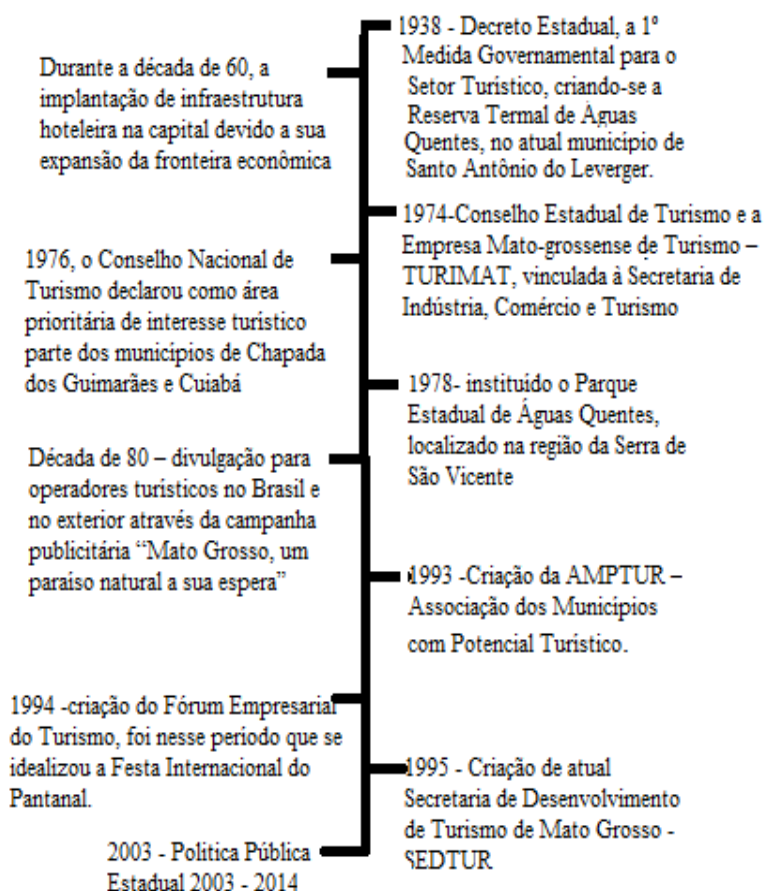 1938 - Decreto Estadual, a 1º
Medida Governamental para o
Setor Turístico, criando-se a
Reserva Termal de Águas
Quentes, no atual município de
Santo Antônio do Leverger.
Durante a década de 60, a
implantação de infraestrutura
hoteleira na capital devido a sua
expansão da fronteira econômica
1974-Conselho Estadual de Turismo e a
Empresa Mato-grossense de Turismo –
TURIMAT, vinculada à Secretaria de
Indústria, Comércio e Turismo
1976, o Conselho Nacional de
Turismo declarou como área
prioritária de interesse turístico
parte dos municípios de Chapada
dos Guimarães e Cuiabá
1978- instituído o Parque
Estadual de Águas Quentes,
localizado na região da Serra de
São Vicente
Década de 80 – divulgação para
operadores turísticos no Brasil e
no exterior através da campanha
publicitária “Mato Grosso, um
paraíso natural a sua espera”
1993 -Criação da AMPTUR –
Associação dos Municípios
com Potencial Turístico.
1994 -criação do Fórum Empresarial
do Turismo, foi nesse período que se
idealizou a Festa Internacional do
Pantanal.
1995 - Criação de atual
Secretaria de Desenvolvimento
de Turismo de Mato Grosso -
SEDTUR
2003 - Politica Pública
Estadual 2003 - 2014